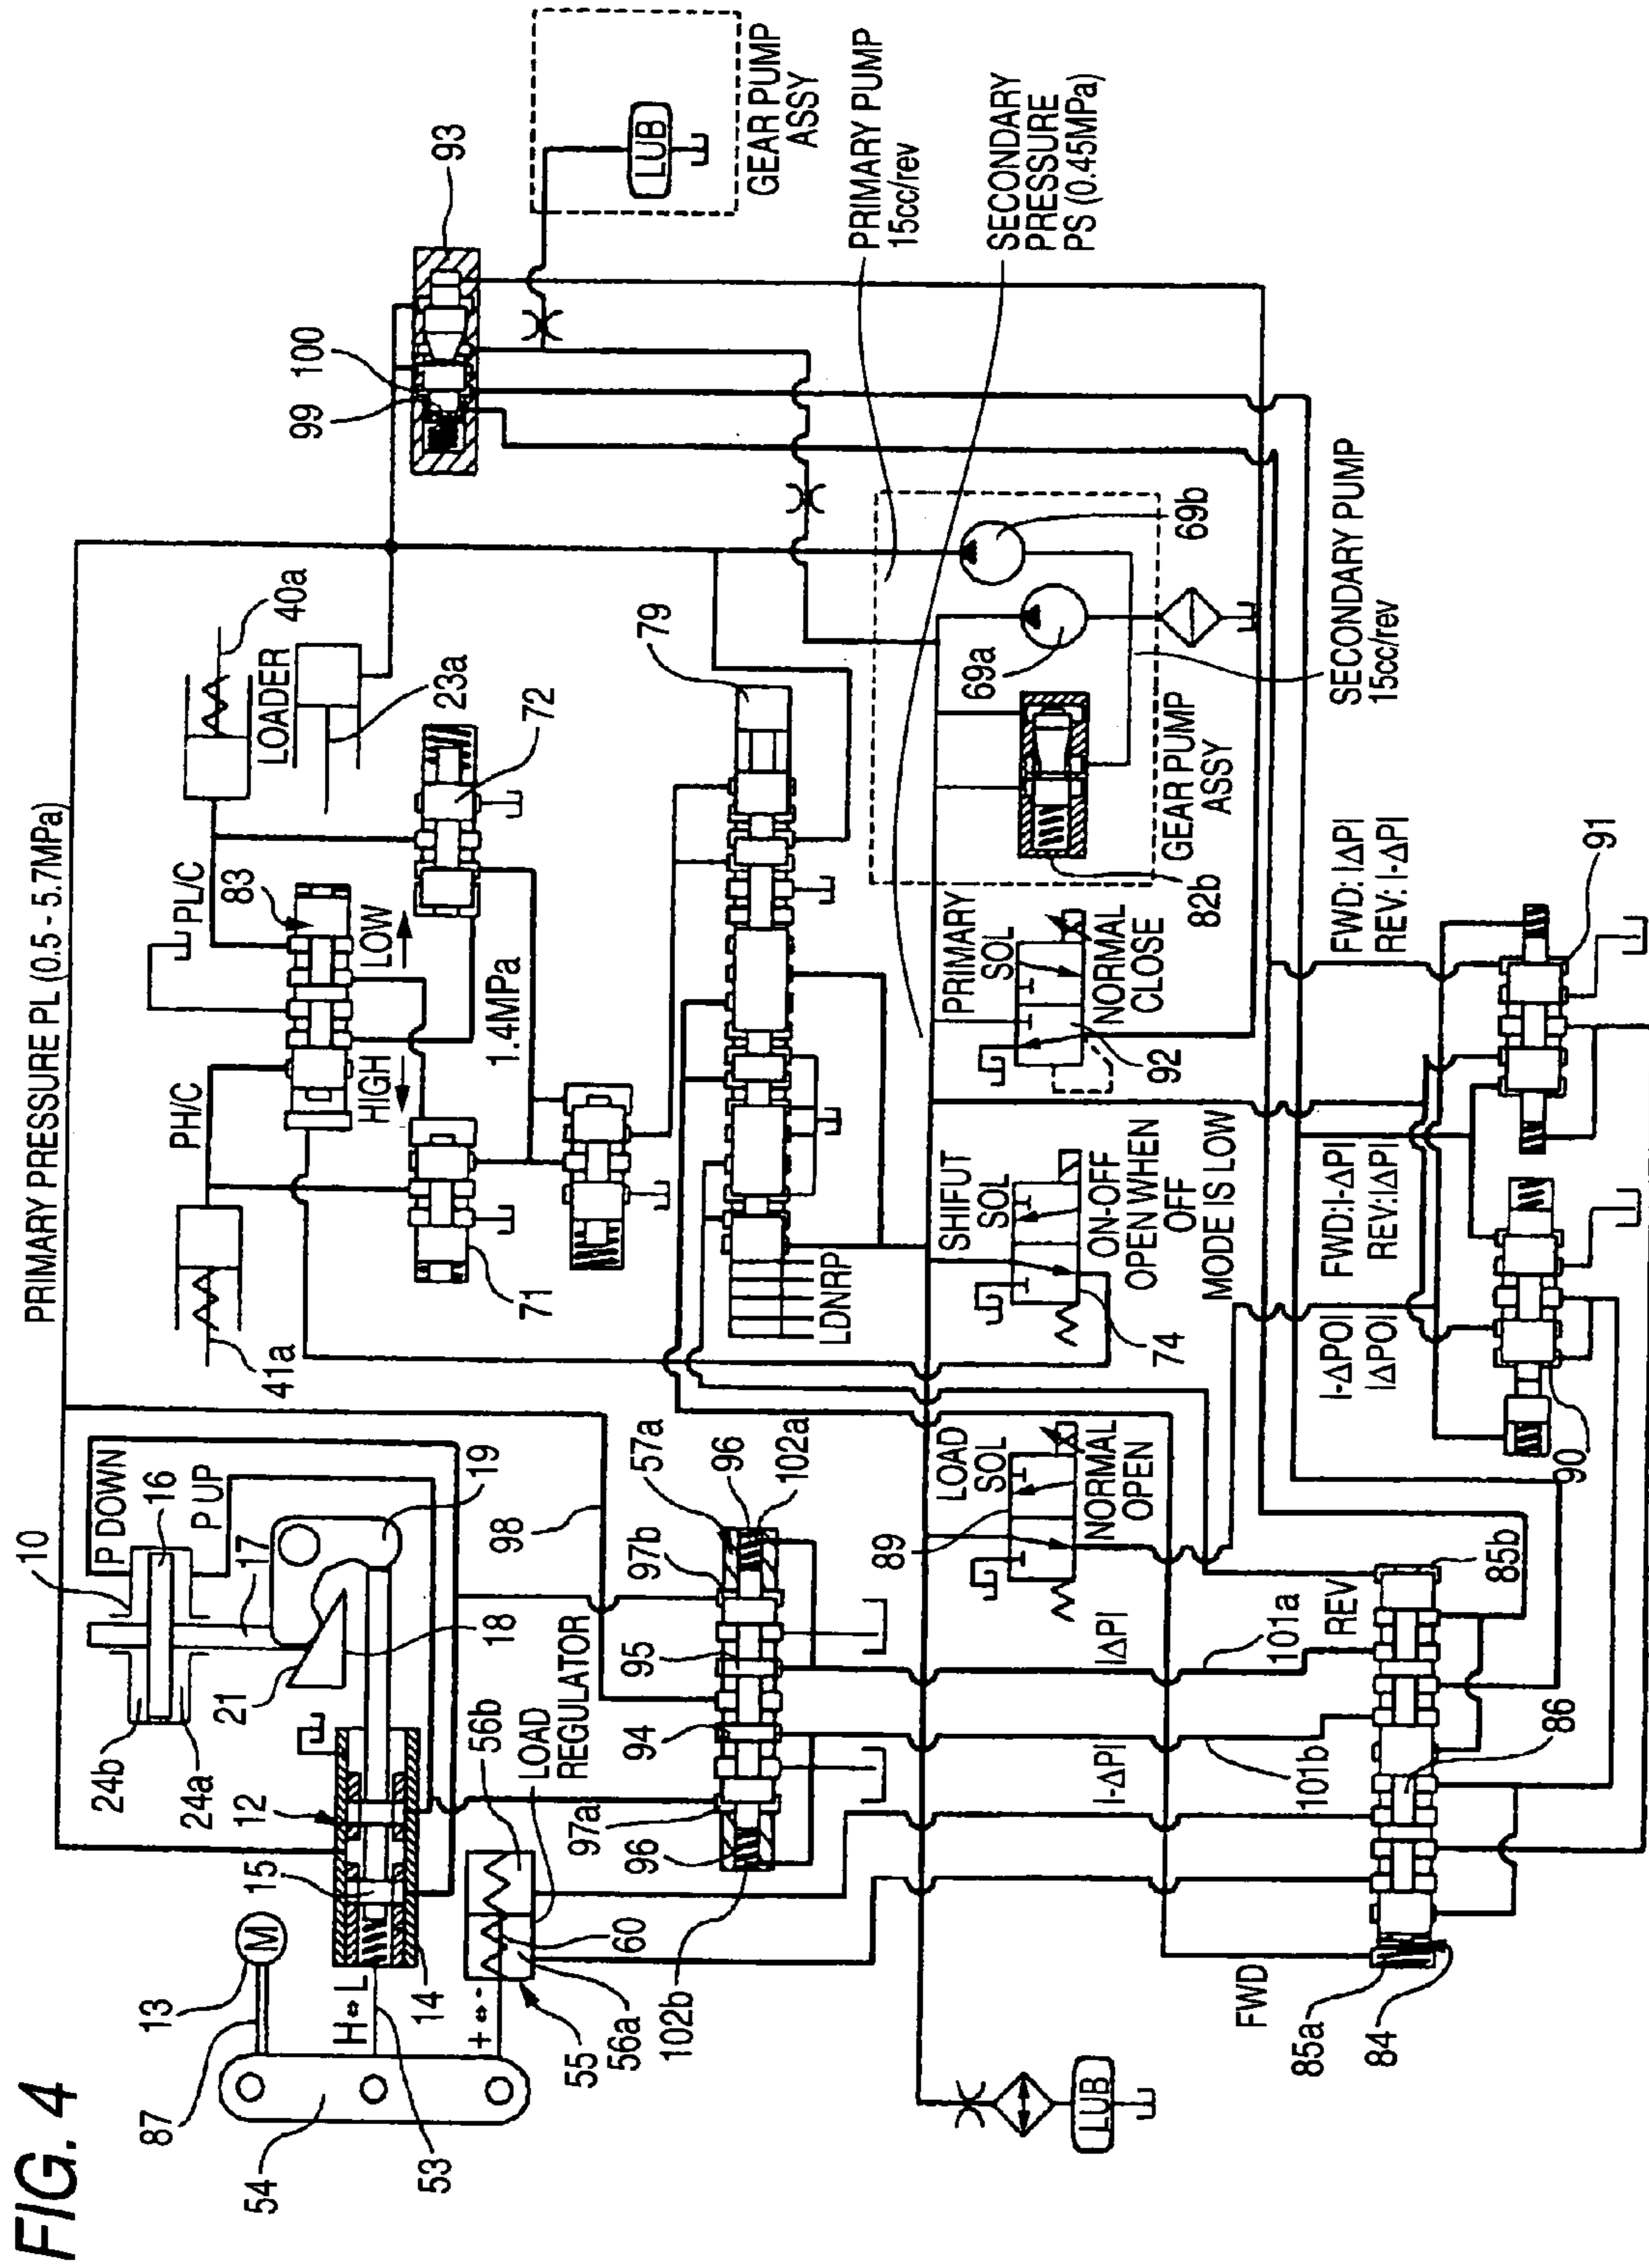 FIG. 4
PRIMARY PRESSURE PL (0.5 - 5.7MPa)
87
13
M
54
53
H⇔L
14
15
12
24b
24a
10
P DOWN
16
P UP
17
21
18
19
+⇔-
55
56a
60
56b
LOAD
REGULATOR
102b
96
97a
94
95
97b
57a
96
102a
98
41a
PH/C
PL/C
83
HIGH
LOW
40a
LOADER
23a
72
71
1.4MPa
79
LDNRP
99
100
93
LUB
GEAR PUMP
ASSY
PRIMARY PUMP
15cc/rev
SECONDARY
PRESSURE
PS (0.45MPa)
69b
69a
GEAR PUMP
ASSY
82b
SECONDARY PUMP
15cc/rev
PRIMARY
SOL
NORMAL
CLOSE
92
SHIFUT
SOL
ON-OFF
OPEN WHEN
OFF
MODE IS LOW
74
LOAD
SOL
89
NORMAL
OPEN
I-ΔPI
IΔPI
101b
101a
REV
85b
86
FWD
85a
84
LUB
I-ΔPOI
IΔPOI
FWD:I-ΔPI
REV:IΔPI
90
FWD: IΔPI
REV: I-ΔPI
91